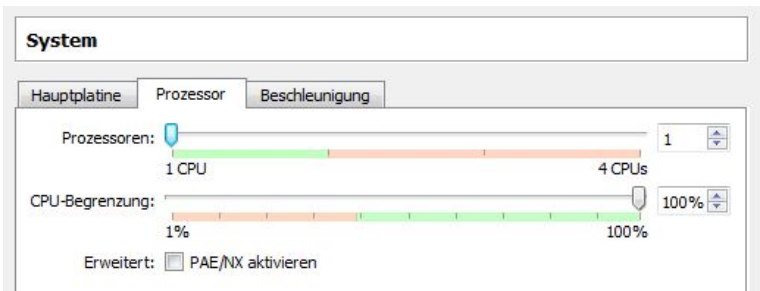 System
Hauptplatine Prozessor Beschleunigung
Prozessoren: 1
1 CPU 4 CPUs
CPU-Begrenzung: 100%
1% 100%
Erweitert: PAE/NX aktivieren